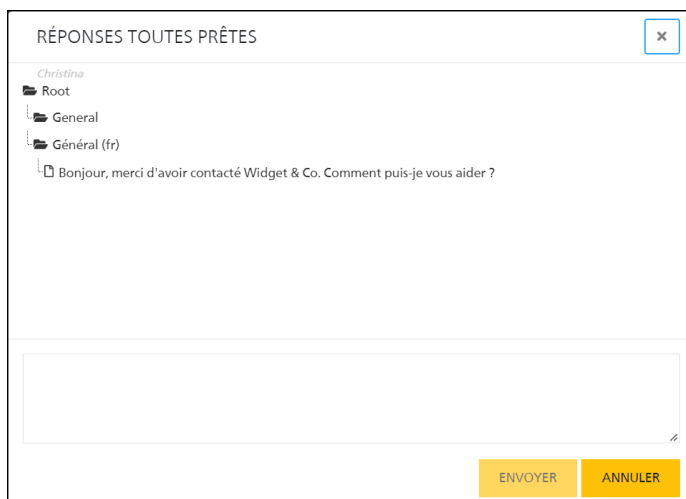 RÉPONSES TOUTES PRÊTES
Christina
Root
General
Général (fr)
Bonjour, merci d'avoir contacté Widget & Co. Comment puis-je vous aider ?
ENVOYER
ANNULER